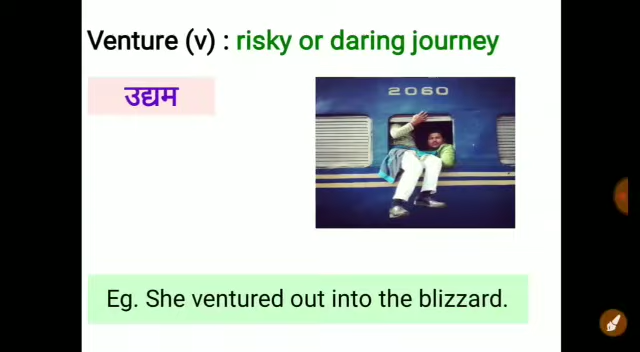 Venture (v) : risky or daring journey
उद्यम
2060
Eg. She ventured out into the blizzard.